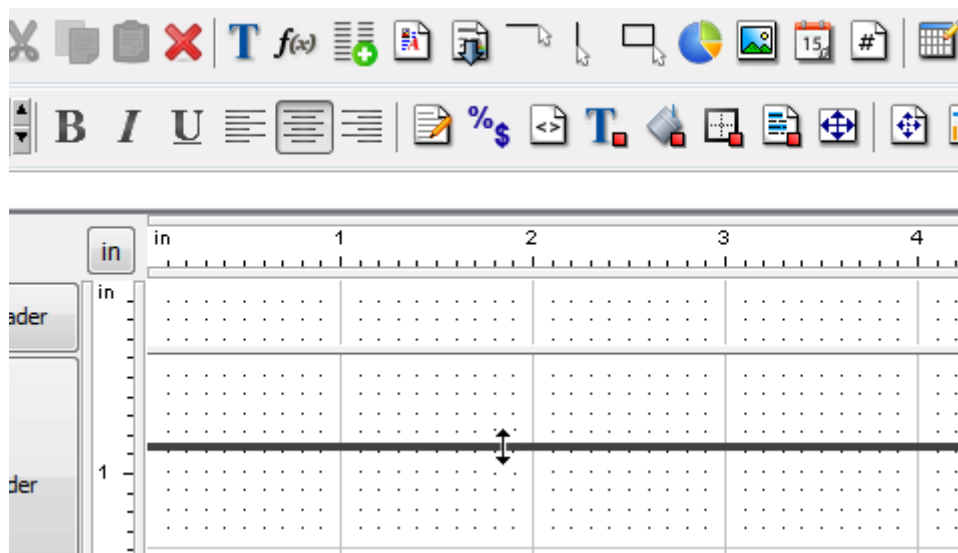 T f(x) A 15 #
B I U % $ <> T
in in 1 2 3 4
in
ader
1
der